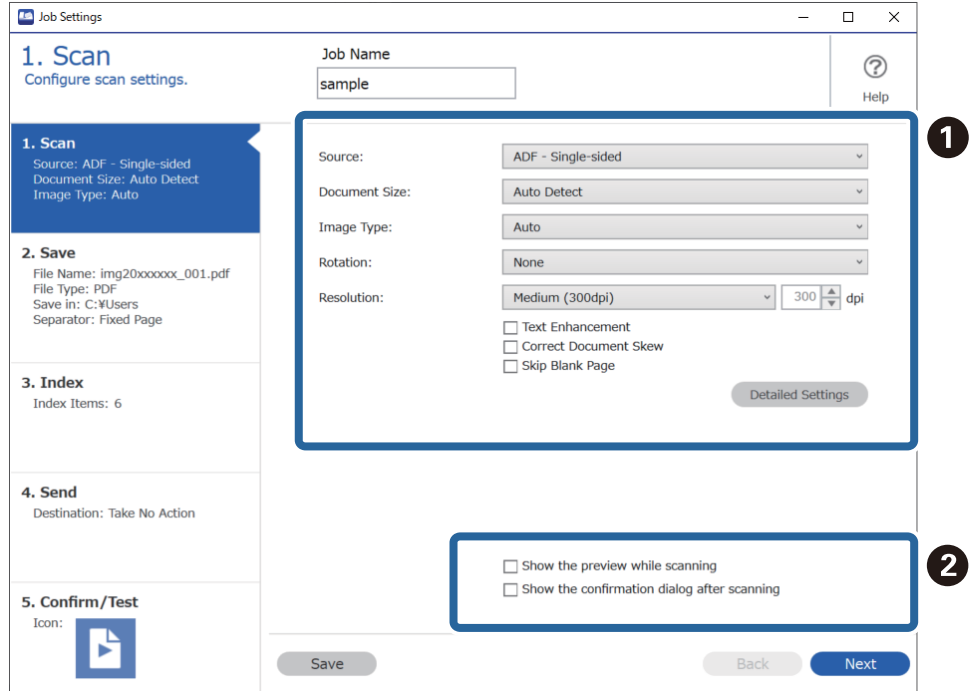 Job Settings
1. Scan
Configure scan settings.
Job Name
sample
Help
1. Scan
Source: ADF - Single-sided
Document Size: Auto Detect
Image Type: Auto
2. Save
File Name: img20xxxxxx_001.pdf
File Type: PDF
Save in: C:¥Users
Separator: Fixed Page
3. Index
Index Items: 6
4. Send
Destination: Take No Action
5. Confirm/Test
Icon:
1
Source: ADF - Single-sided
Document Size: Auto Detect
Image Type: Auto
Rotation: None
Resolution: Medium (300dpi) 300 dpi
Text Enhancement
Correct Document Skew
Skip Blank Page
Detailed Settings
2
Show the preview while scanning
Show the confirmation dialog after scanning
Save Back Next